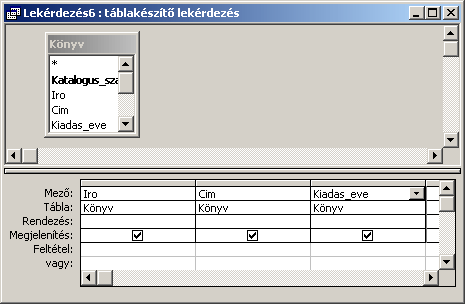 Lekérdezés6 : táblakészítő lekérdezés
Könyv
*
Katalogus_sza
Iro
Cim
Kiadas_eve
Mező: Iro Cim Kiadas_eve
Tábla: Könyv Könyv Könyv
Rendezés:
Megjelenítés:
Feltétel:
vagy: